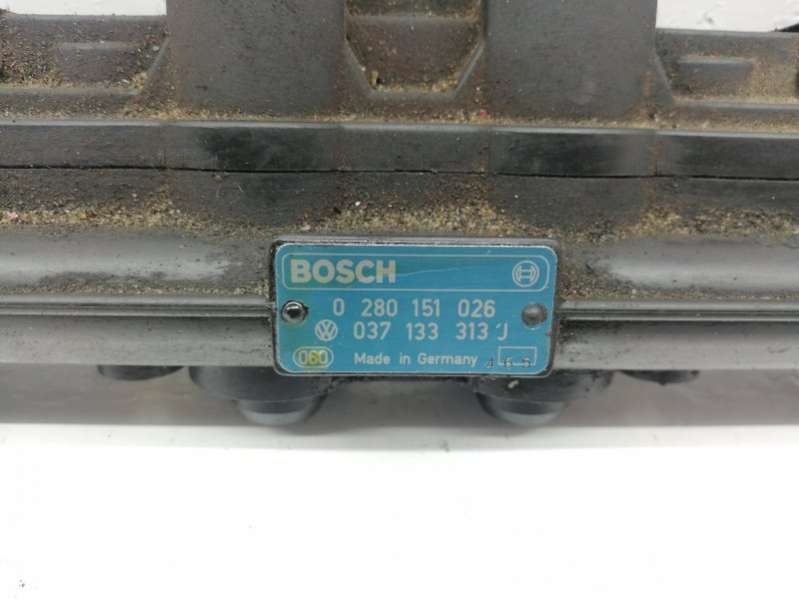 BOSCH
0 280 151 026
037 133 313 J
060 Made in Germany